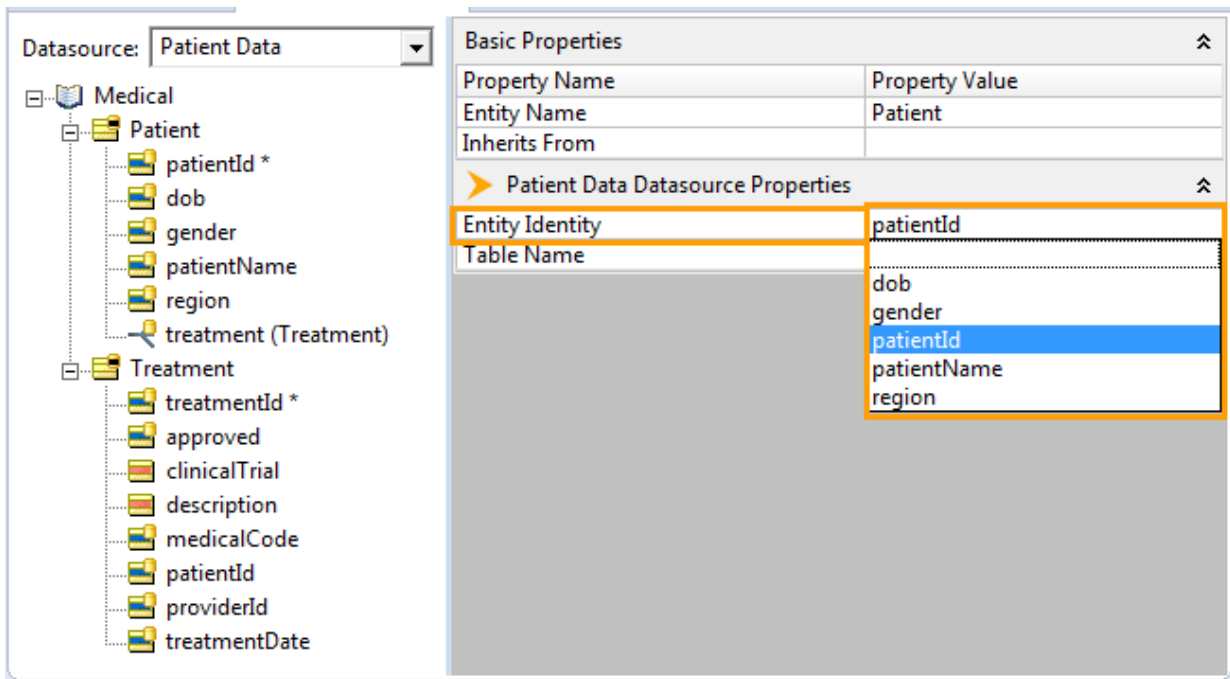 Datasource: Patient Data
Medical
Patient
patientId *
dob
gender
patientName
region
treatment (Treatment)
Treatment
treatmentId *
approved
clinicalTrial
description
medicalCode
patientId
providerId
treatmentDate
Basic Properties
Property Name Property Value
Entity Name Patient
Inherits From
Patient Data Datasource Properties
Entity Identity patientId
Table Name
dob
gender
patientId
patientName
region